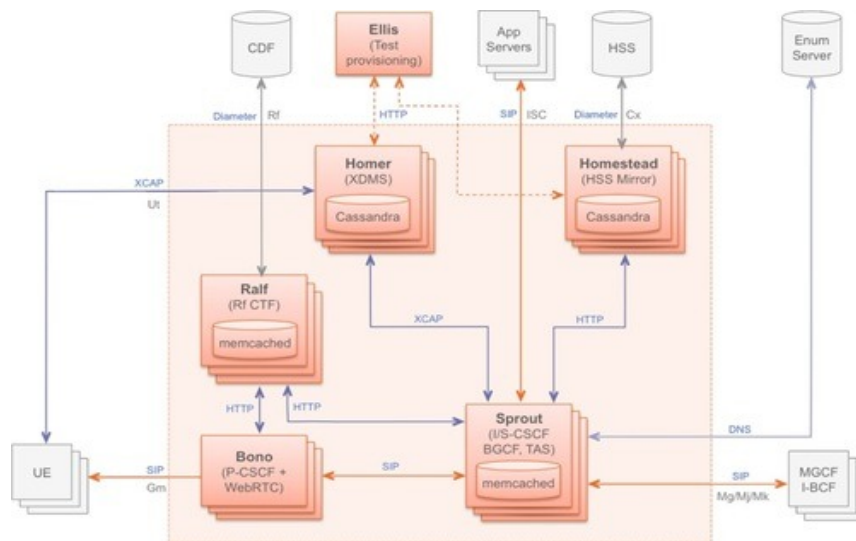 CDF
Ellis
(Test
provisioning)
App
Servers
HSS
Enum
Server
Diameter
Rf
HTTP
SIP
ISC
Diameter
Cx
Homer
(XDMS)
Cassandra
Homestead
(HSS Mirror)
Cassandra
XCAP
Ut
Ralf
(Rf CTF)
memcached
XCAP
HTTP
HTTP
HTTP
Sprout
(I/S-CSCF
BGCF, TAS)
memcached
DNS
Bono
(P-CSCF +
WebRTC)
UE
SIP
Gm
SIP
SIP
Mg/Mj/Mk
MGCF
I-BCF